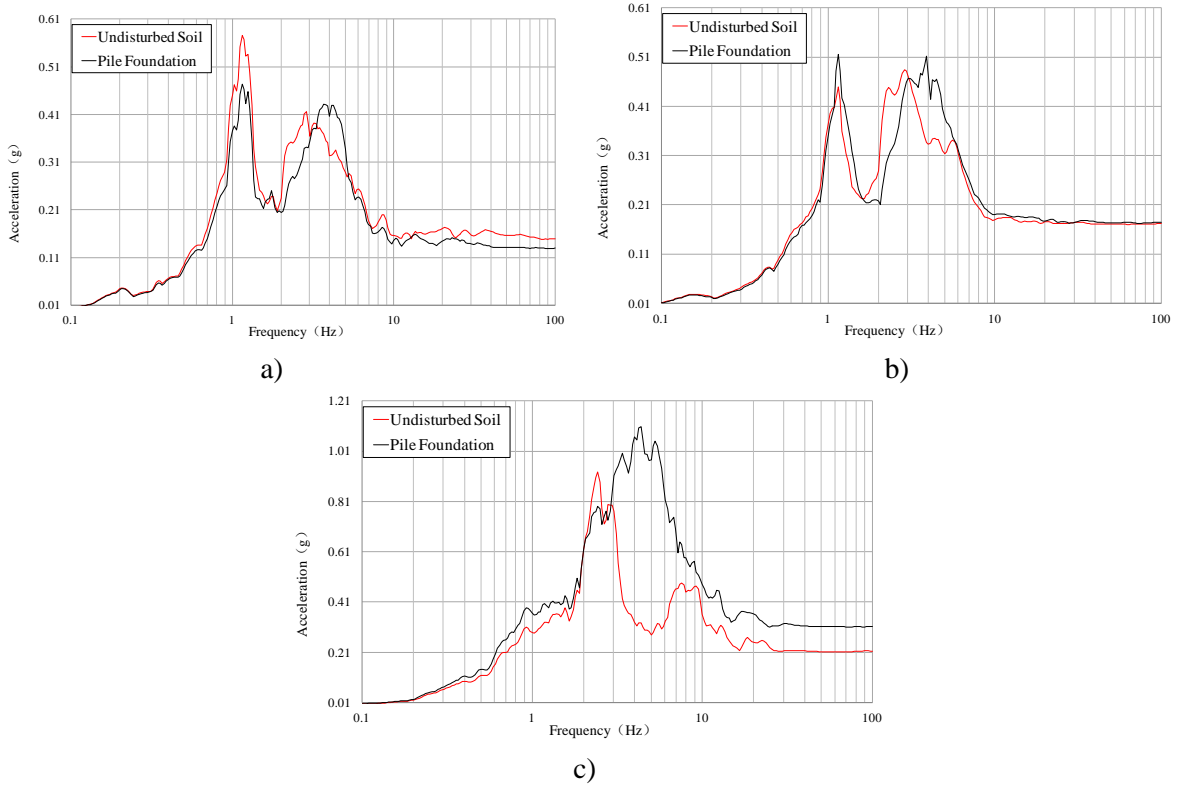 0.61
0.51
0.41
0.31
0.21
0.11
0.01
Acceleration（g）
Undisturbed Soil
Pile Foundation
0.1 1 10 100
Frequency（Hz）
a)
0.61
0.51
0.41
0.31
0.21
0.11
0.01
Acceleration（g）
Undisturbed Soil
Pile Foundation
0.1 1 10 100
Frequency（Hz）
b)
1.21
1.01
0.81
0.61
0.41
0.21
0.01
Acceleration（g）
Undisturbed Soil
Pile Foundation
0.1 1 10 100
Frequency（Hz）
c)